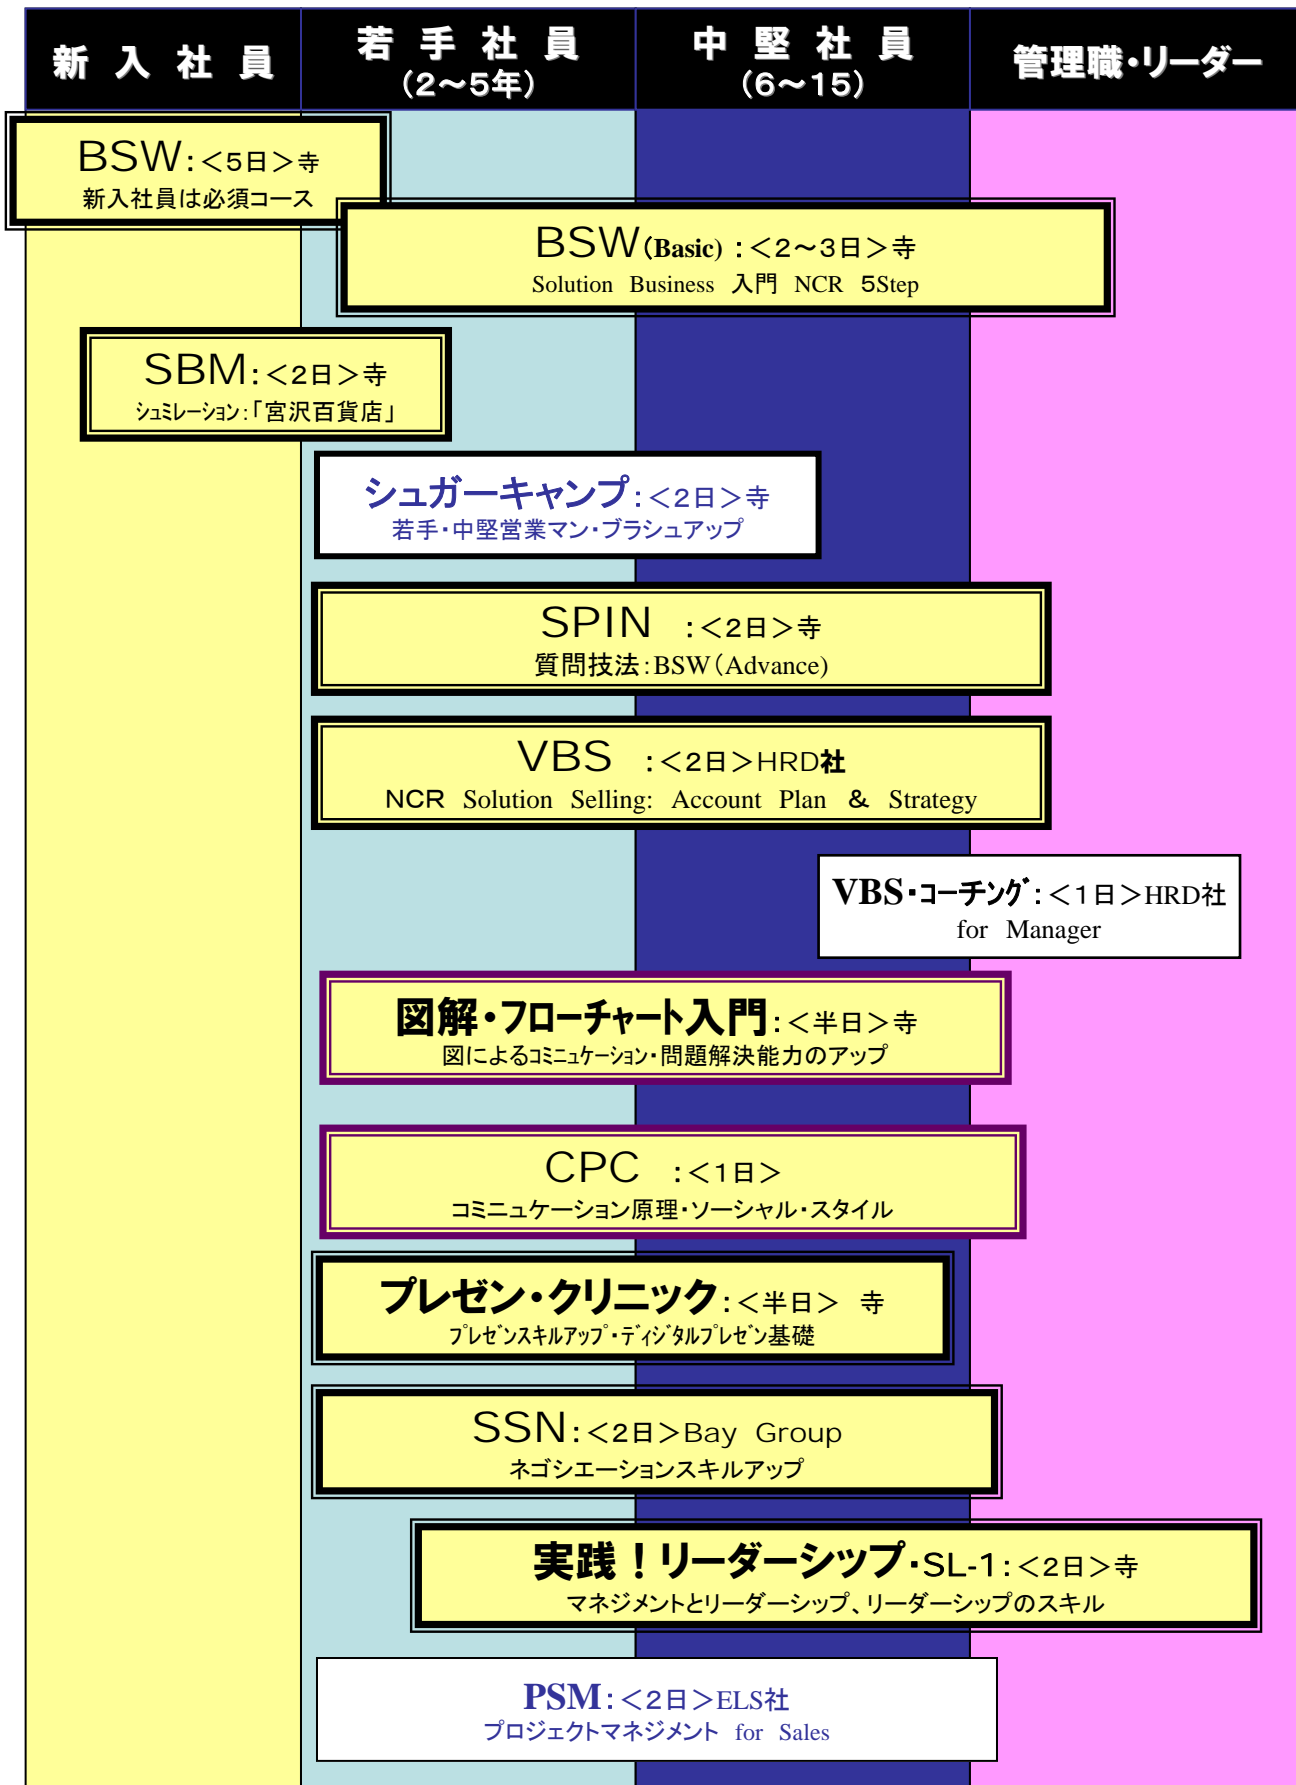 新入社員
若手社員
(2～5年)
中堅社員
(6～15)
管理職・リーダー
BSW:＜5日＞寺
新入社員は必須コース
BSW(Basic)：＜2～3日＞寺
Solution Business 入門 NCR 5Step
SBM:＜2日＞寺
ｼｭﾐﾚｰｼｮﾝ:「宮沢百貨店」
シュガーキャンプ:＜2日＞寺
若手・中堅営業マン・ブラシュアップ
SPIN ：＜2日＞寺
質問技法:BSW(Advance)
VBS ：＜2日＞HRD社
NCR Solution Selling: Account Plan & Strategy
VBS・ｺｰﾁﾝｸﾞ:＜1日＞HRD社
for Manager
図解・フローチャート入門:＜半日＞寺
図によるｺﾐﾆｭｹｰｼｮﾝ・問題解決能力のアップ
CPC ：＜1日＞
コミニュケーション原理・ソーシャル・スタイル
プレゼン・クリニック:＜半日＞ 寺
ﾌﾟﾚｾﾞﾝｽｷﾙｱｯﾌﾟ・ﾃﾞｨｼﾞﾀﾙﾌﾟﾚｾﾞﾝ基礎
SSN:＜2日＞Bay Group
ネゴシエーションスキルアップ
実践！リーダーシップ・SL-1:＜2日＞寺
マネジメントとリーダーシップ、リーダーシップのスキル
PSM:＜2日＞ELS社
プロジェクトマネジメント for Sales